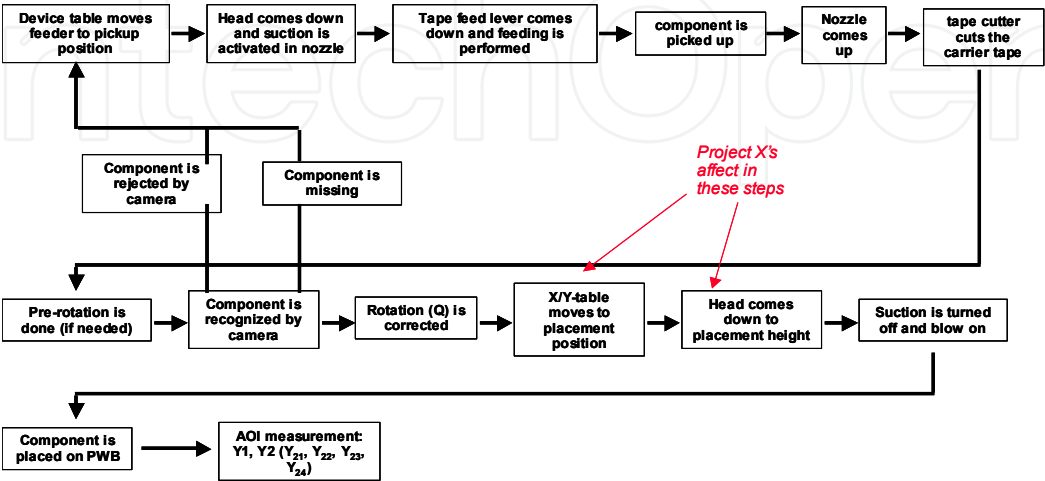 Device table moves
feeder to pickup
position
Head comes down
and suction is
activated in nozzle
Tape feed lever comes
down and feeding is
performed
component is
picked up
Nozzle
comes
up
tape cutter
cuts the
carrier tape
Component is
rejected by
camera
Component is
missing
Project X's
affect in
these steps
Pre-rotation is
done (if needed)
Component is
recognized by
camera
Rotation (Q) is
corrected
X/Y-table
moves to
placement
position
Head comes
down to
placement height
Suction is turned
off and blow on
Component is
placed on PWB
AOI measurement:
Y1, Y2 (Y21, Y22, Y23,
Y24)